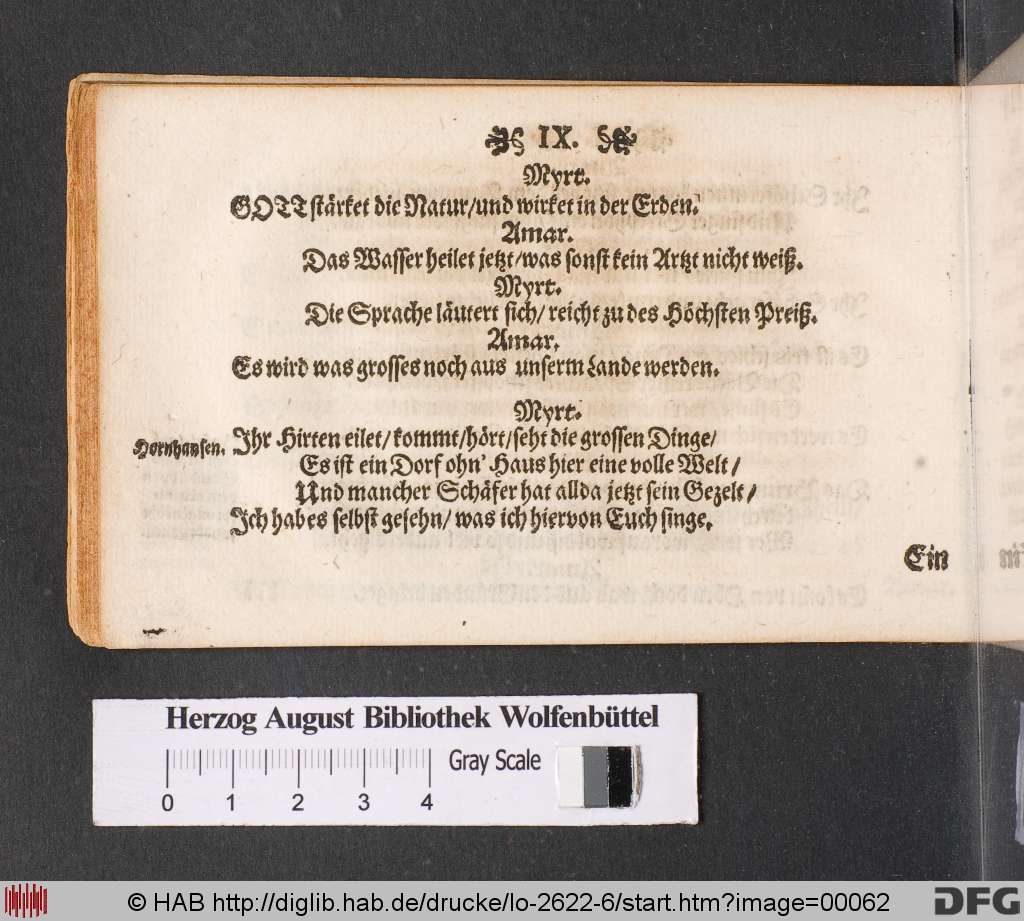 IX.
Myrt.
GOTT stärket die Natur/und wirket in der Erden.
Amar.
Das Wasser heilet jetzt/was sonst kein Artzt nicht weiß.
Myrt.
Die Sprache läutert sich/ reicht zu des Höchsten Preiß.
Amar.
Es wird was grosses noch aus unserm Lande werden.
Myrt.
Hornhausen. Ihr Hirten eilet/kommt/hört/seht die grossen Dinge/
Es ist ein Dorf ohn' Haus hier eine volle Welt/
Und mancher Schäfer hat allda jetzt sein Gezelt/
Ich hab es selbst gesehn/ was ich hiervon Euch singe.
Ein
Herzog August Bibliothek Wolfenbüttel
Gray Scale
0 1 2 3 4
© HAB http://diglib.hab.de/drucke/lo-2622-6/start.htm?image=00062
DFG